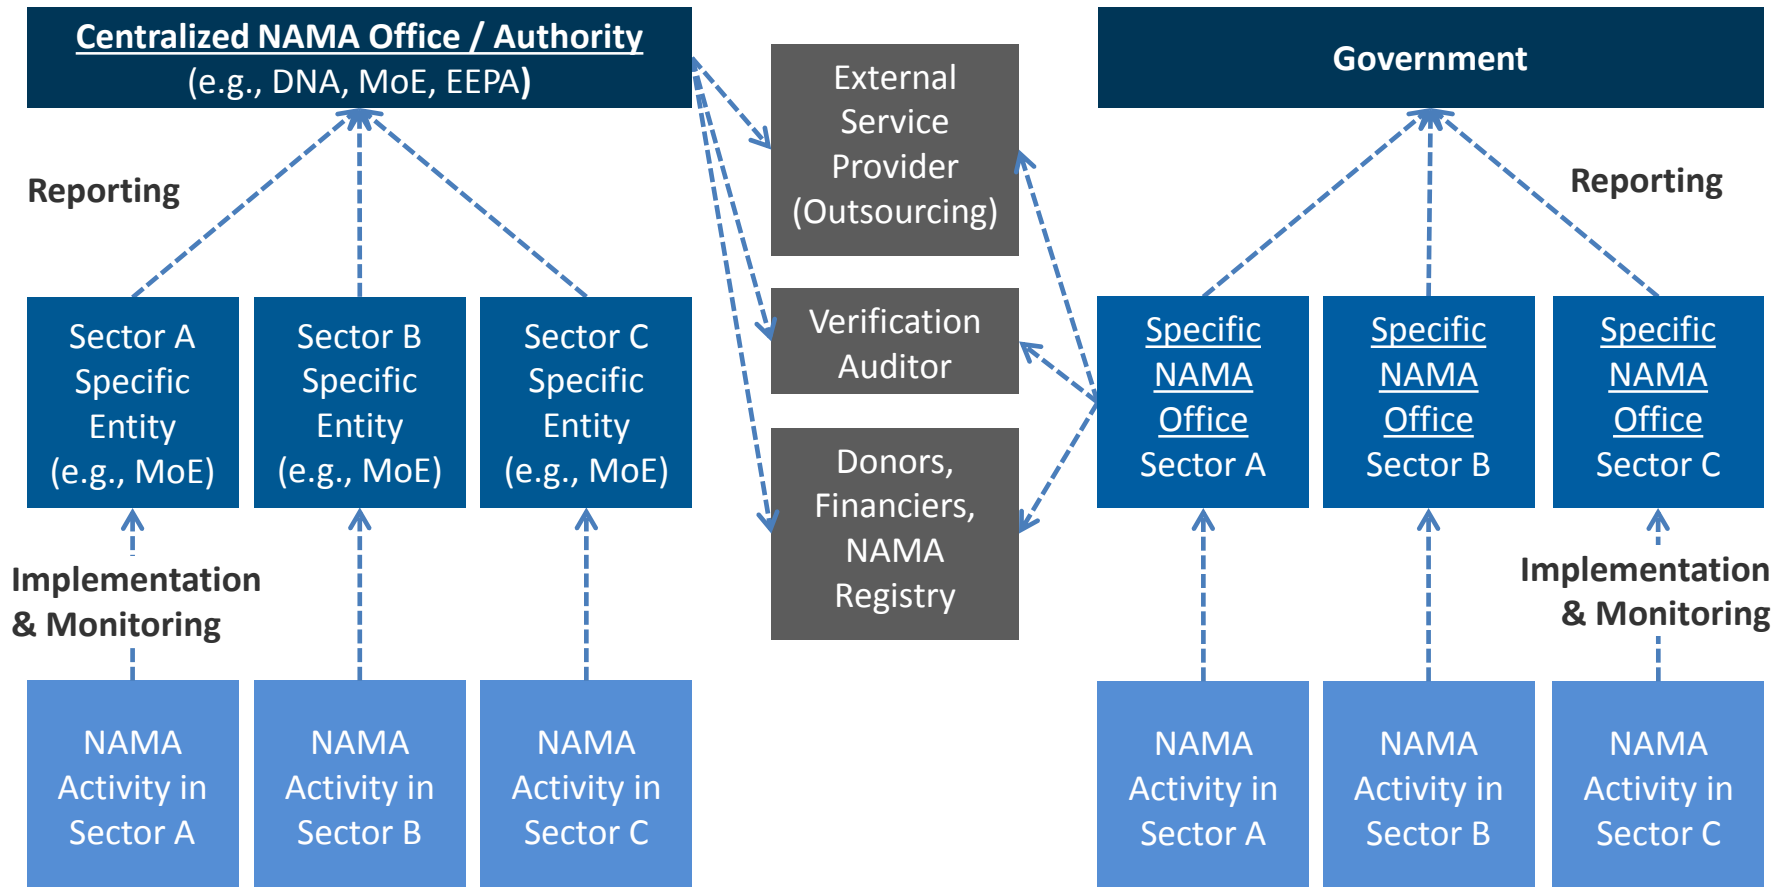 Centralized NAMA Office / Authority
(e.g., DNA, MoE, EEPA)
Reporting
Sector A
Specific
Entity
(e.g., MoE)
Sector B
Specific
Entity
(e.g., MoE)
Sector C
Specific
Entity
(e.g., MoE)
Implementation
& Monitoring
NAMA
Activity in
Sector A
NAMA
Activity in
Sector B
NAMA
Activity in
Sector C
External
Service
Provider
(Outsourcing)
Verification
Auditor
Donors,
Financiers,
NAMA
Registry
Government
Reporting
Specific
NAMA
Office
Sector A
Specific
NAMA
Office
Sector B
Specific
NAMA
Office
Sector C
Implementation
& Monitoring
NAMA
Activity in
Sector A
NAMA
Activity in
Sector B
NAMA
Activity in
Sector C